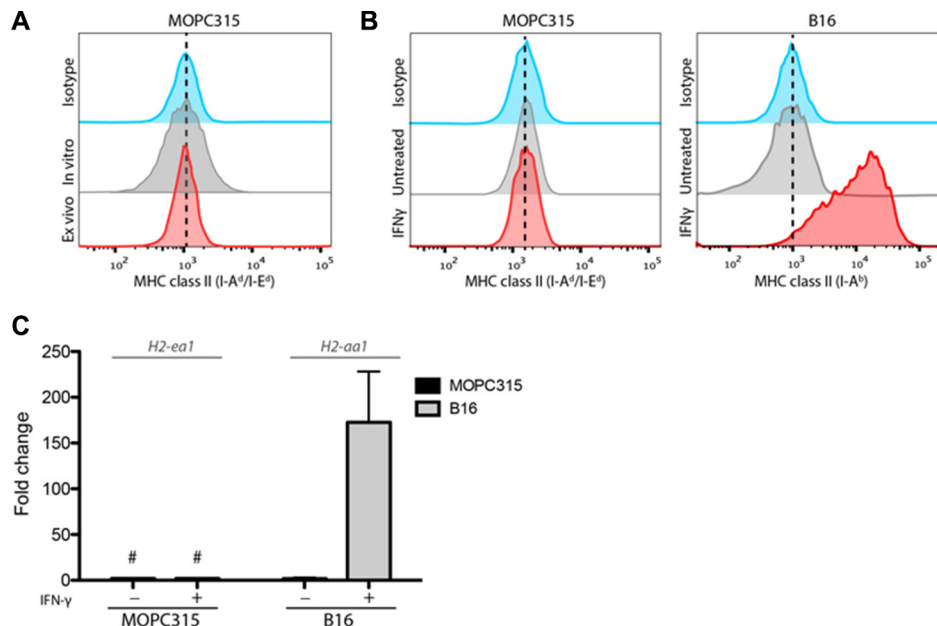 A
MOPC315
Isotype
In vitro
Ex vivo
10² 10³ 10⁴ 10⁵
MHC class II (I-Aᵈ/I-Eᵈ)
B
MOPC315
Isotype
Untreated
IFNγ
10² 10³ 10⁴ 10⁵
MHC class II (I-Aᵈ/I-Eᵈ)
B16
Isotype
Untreated
IFNγ
10² 10³ 10⁴ 10⁵
MHC class II (I-Aᵇ)
C
H2-ea1 H2-aa1
Fold change
250
200
150
100
50
0
MOPC315
B16
# #
IFN-γ − + − +
MOPC315 B16